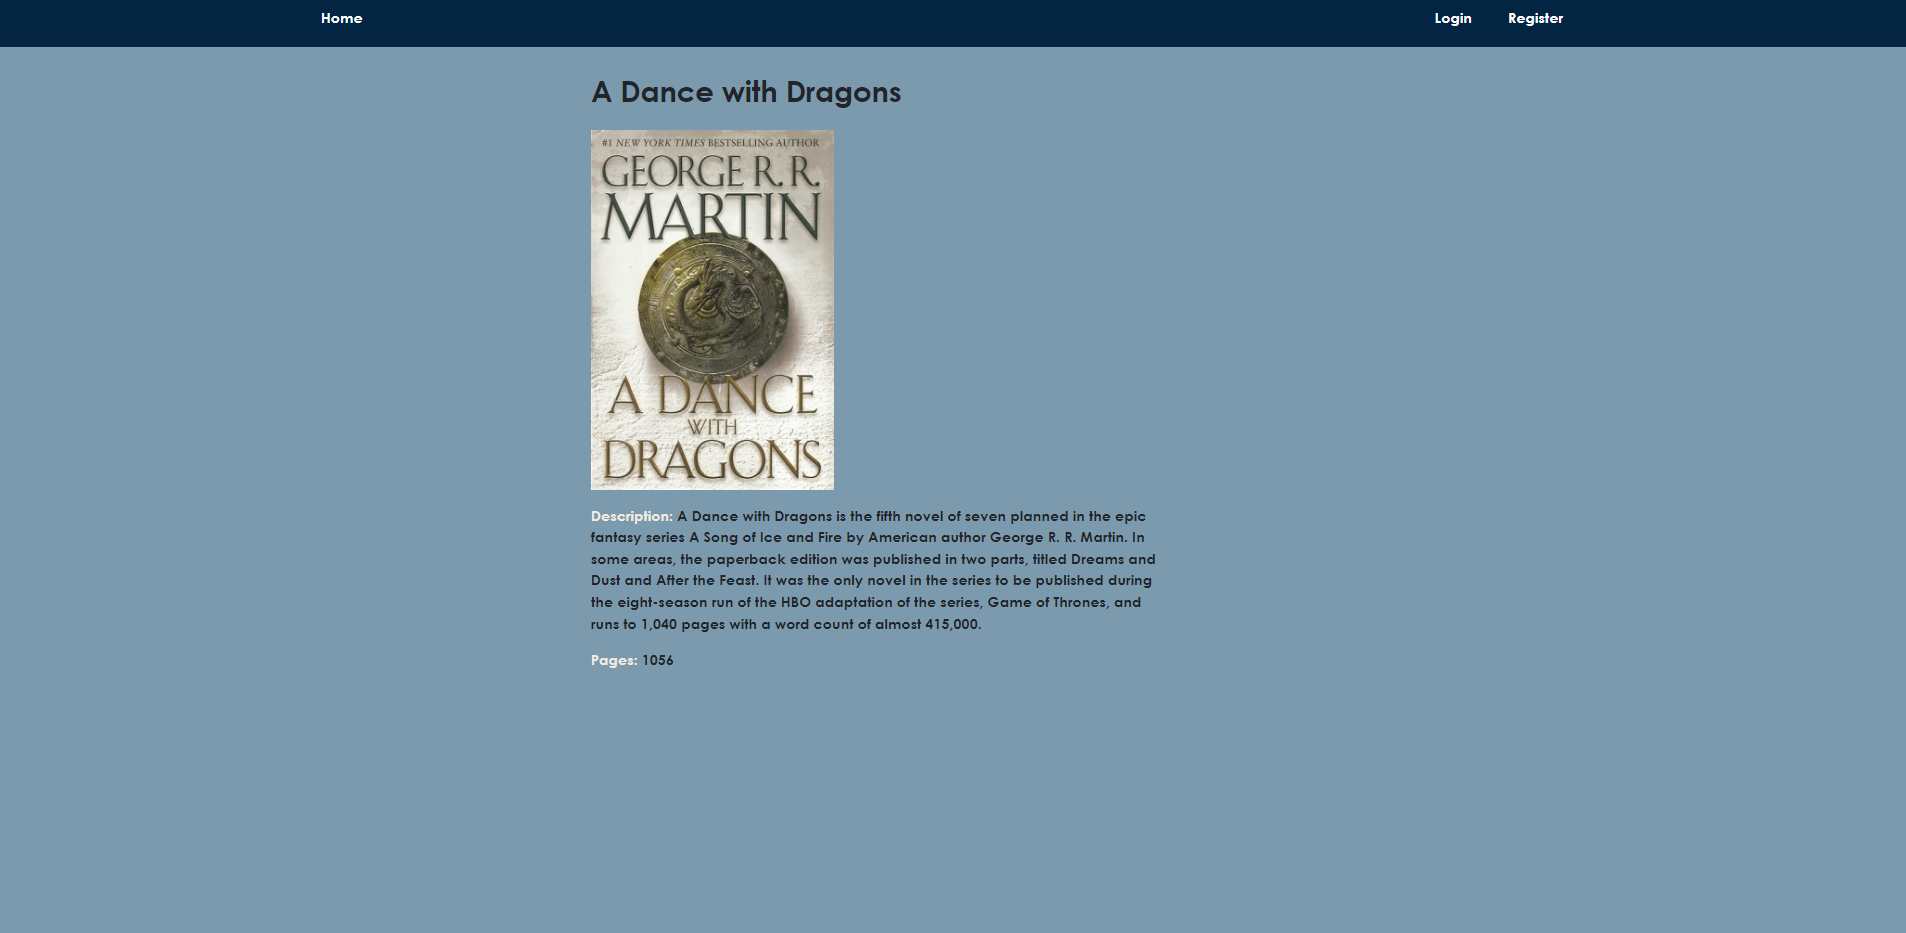 Home Login Register
A Dance with Dragons
#1 NEW YORK TIMES BESTSELLING AUTHOR
GEORGE R. R.
MARTIN
A DANCE
WITH
DRAGONS
Description: A Dance with Dragons is the fifth novel of seven planned in the epic
fantasy series A Song of Ice and Fire by American author George R. R. Martin. In
some areas, the paperback edition was published in two parts, titled Dreams and
Dust and After the Feast. It was the only novel in the series to be published during
the eight-season run of the HBO adaptation of the series, Game of Thrones, and
runs to 1,040 pages with a word count of almost 415,000.
Pages: 1056